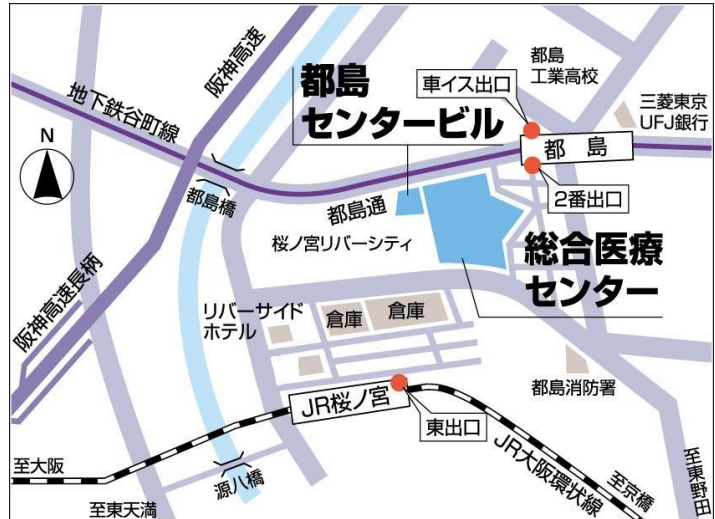 阪神高速
地下鉄谷町線
都島
センタービル
車イス出口
都島
工業高校
三菱東京
UFJ銀行
都島
2番出口
N
都島橋
都島通
桜ノ宮リバーシティ
総合医療
センター
阪神高速長柄
リバーサイド
ホテル
倉庫
倉庫
都島消防署
JR桜ノ宮
東出口
JR大阪環状線
至大阪
源八橋
至東天満
至京橋
至東野田